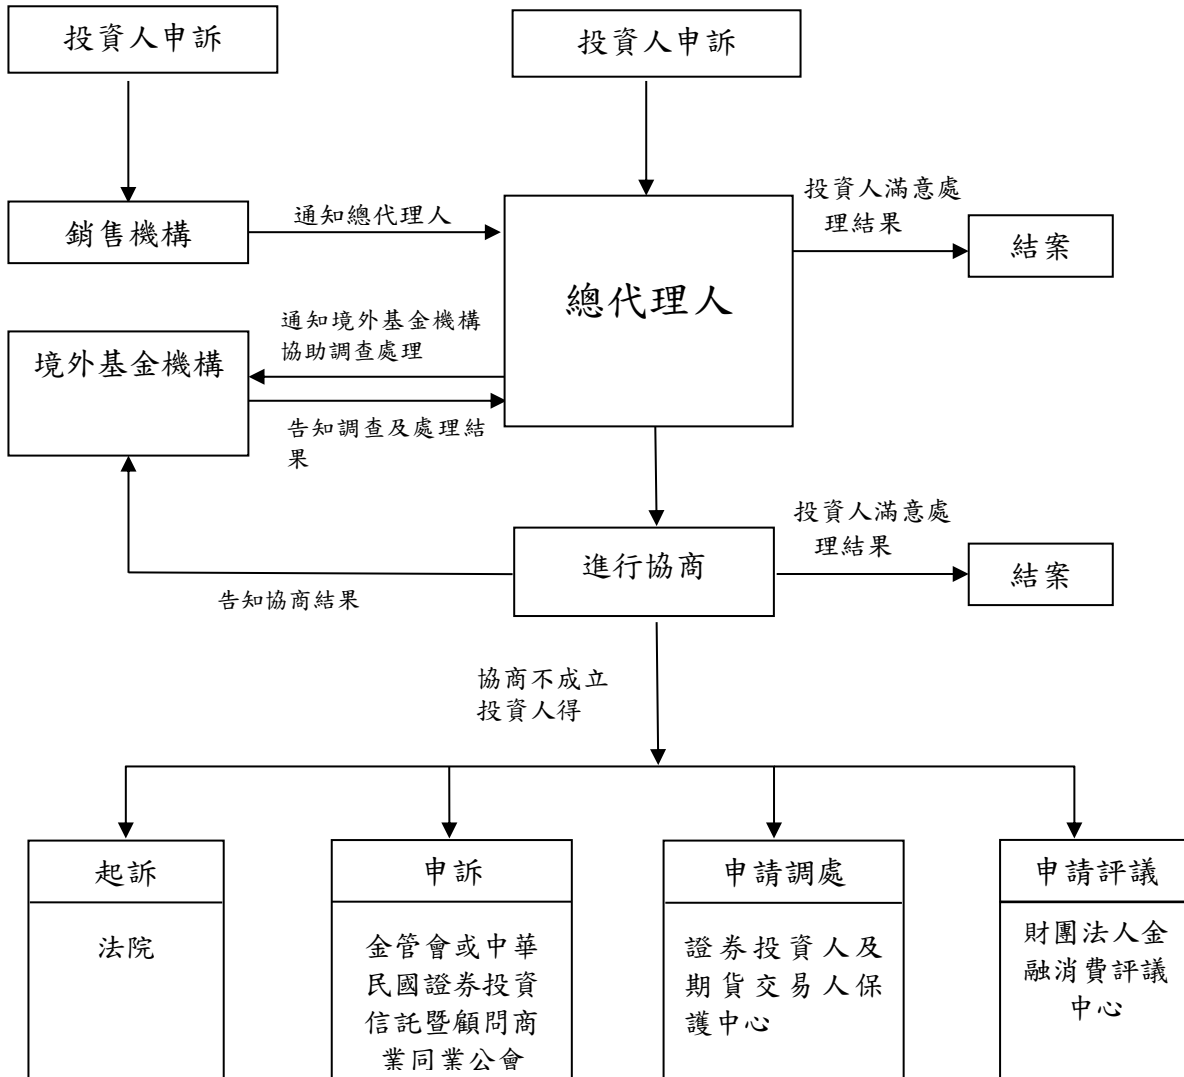 投資人申訴
投資人申訴
銷售機構
通知總代理人
總代理人
投資人滿意處
理結果
結案
境外基金機構
通知境外基金機構
協助調查處理
告知調查及處理結
果
進行協商
投資人滿意處
理結果
結案
告知協商結果
協商不成立
投資人得
起訴
法院
申訴
金管會或中華
民國證券投資
信託暨顧問商
業同業公會
申請調處
證券投資人及
期貨交易人保
護中心
申請評議
財團法人金
融消費評議
中心